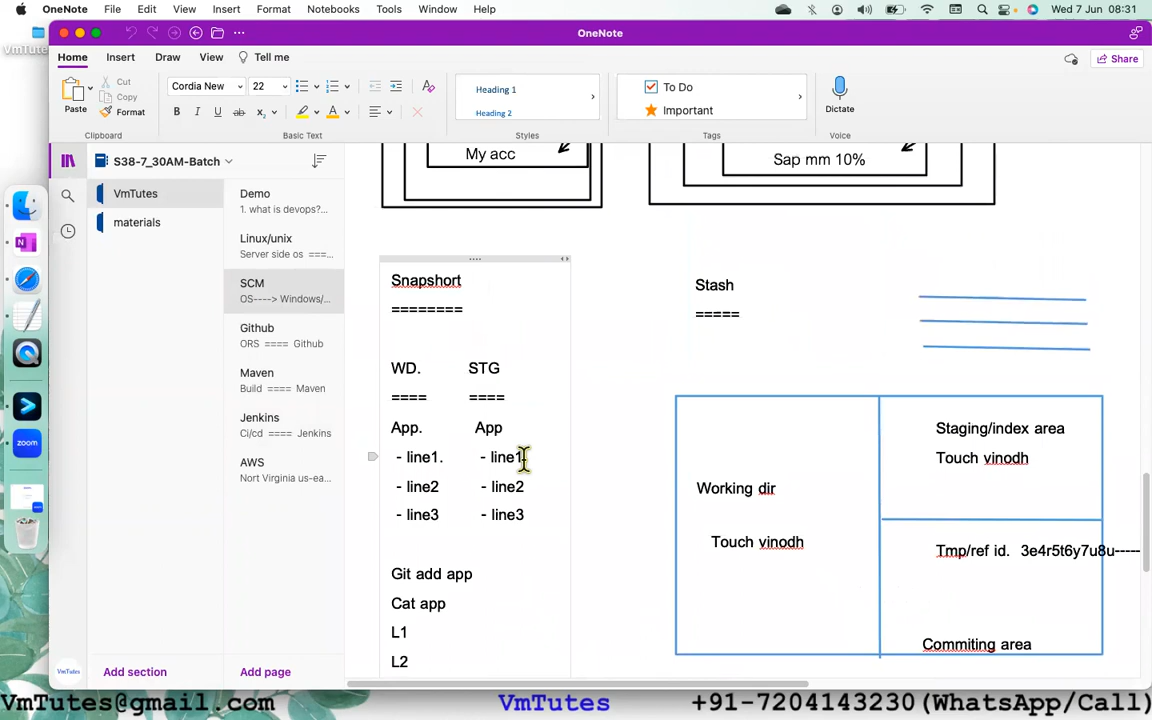 OneNote File Edit View Insert Format Notebooks Tools Window Help Wed 7 Jun 08:31
OneNote
Home Insert Draw View Tell me Share
Paste Cut Copy Format
Cordia New 22
Heading 1
Heading 2
To Do
Important
Dictate
B I U ab x₂ A
Clipboard Basic Text Styles Tags Voice
S38-7_30AM-Batch
VmTutes
materials
Demo
1. what is devops?...
Linux/unix
Server side os ===...
SCM
OS----> Windows/...
Github
ORS ==== Github
Maven
Build ==== Maven
Jenkins
Ci/cd ==== Jenkins
AWS
Nort Virginia us-ea...
Add section Add page
My acc
Sap mm 10%
Snapshort
========
WD. STG
==== ====
App. App
- line1. - line1
- line2 - line2
- line3 - line3
Git add app
Cat app
L1
L2
Stash
=====
Working dir
Touch vinodh
Staging/index area
Touch vinodh
Tmp/ref id. 3e4r5t6y7u8u-----
Commiting area
zoom
VmTutes
VmTutes@gmail.com VmTutes +91-7204143230(WhatsApp/Call)